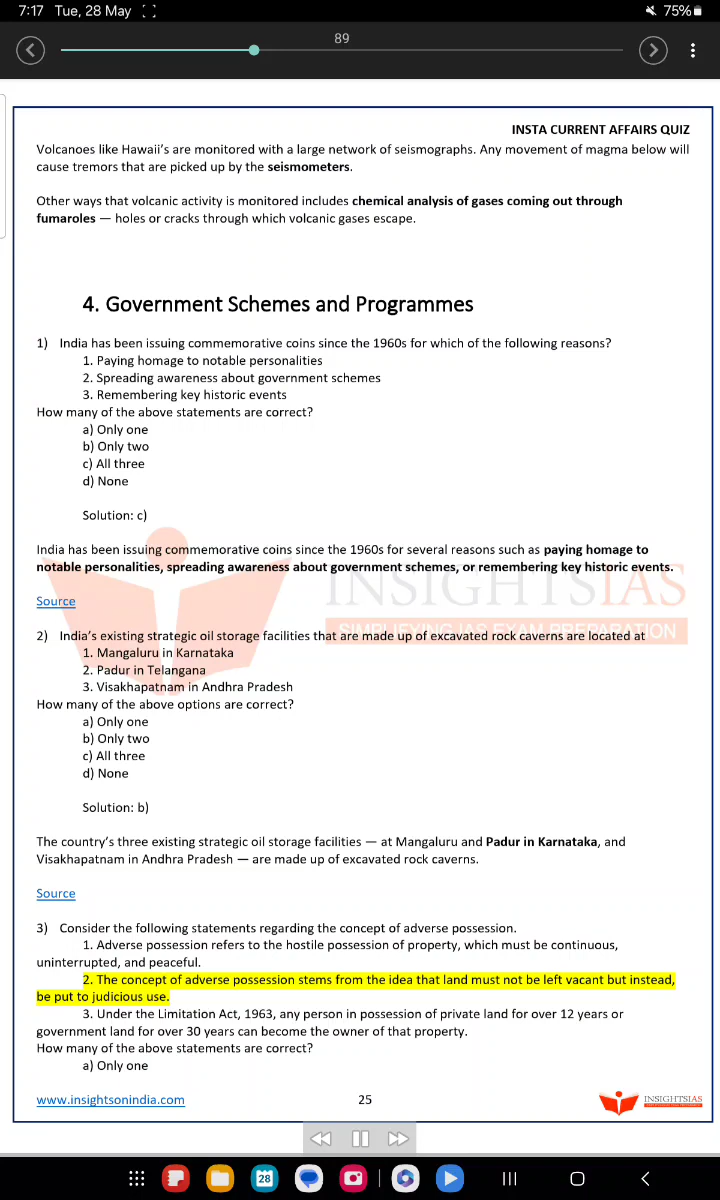 7:17 Tue, 28 May
75%
89
INSTA CURRENT AFFAIRS QUIZ
Volcanoes like Hawaii's are monitored with a large network of seismographs. Any movement of magma below will
cause tremors that are picked up by the seismometers.
Other ways that volcanic activity is monitored includes chemical analysis of gases coming out through
fumaroles — holes or cracks through which volcanic gases escape.
4. Government Schemes and Programmes
1) India has been issuing commemorative coins since the 1960s for which of the following reasons?
1. Paying homage to notable personalities
2. Spreading awareness about government schemes
3. Remembering key historic events
How many of the above statements are correct?
a) Only one
b) Only two
c) All three
d) None
Solution: c)
India has been issuing commemorative coins since the 1960s for several reasons such as paying homage to
notable personalities, spreading awareness about government schemes, or remembering key historic events.
INSIGHTSIAS
Source
SIMPLIFYING IAS EXAM PREPARATION
2) India's existing strategic oil storage facilities that are made up of excavated rock caverns are located at
1. Mangaluru in Karnataka
2. Padur in Telangana
3. Visakhapatnam in Andhra Pradesh
How many of the above options are correct?
a) Only one
b) Only two
c) All three
d) None
Solution: b)
The country's three existing strategic oil storage facilities — at Mangaluru and Padur in Karnataka, and
Visakhapatnam in Andhra Pradesh — are made up of excavated rock caverns.
Source
3) Consider the following statements regarding the concept of adverse possession.
1. Adverse possession refers to the hostile possession of property, which must be continuous,
uninterrupted, and peaceful.
2. The concept of adverse possession stems from the idea that land must not be left vacant but instead,
be put to judicious use.
3. Under the Limitation Act, 1963, any person in possession of private land for over 12 years or
government land for over 30 years can become the owner of that property.
How many of the above statements are correct?
a) Only one
www.insightsonindia.com
25
INSIGHTSIAS
28